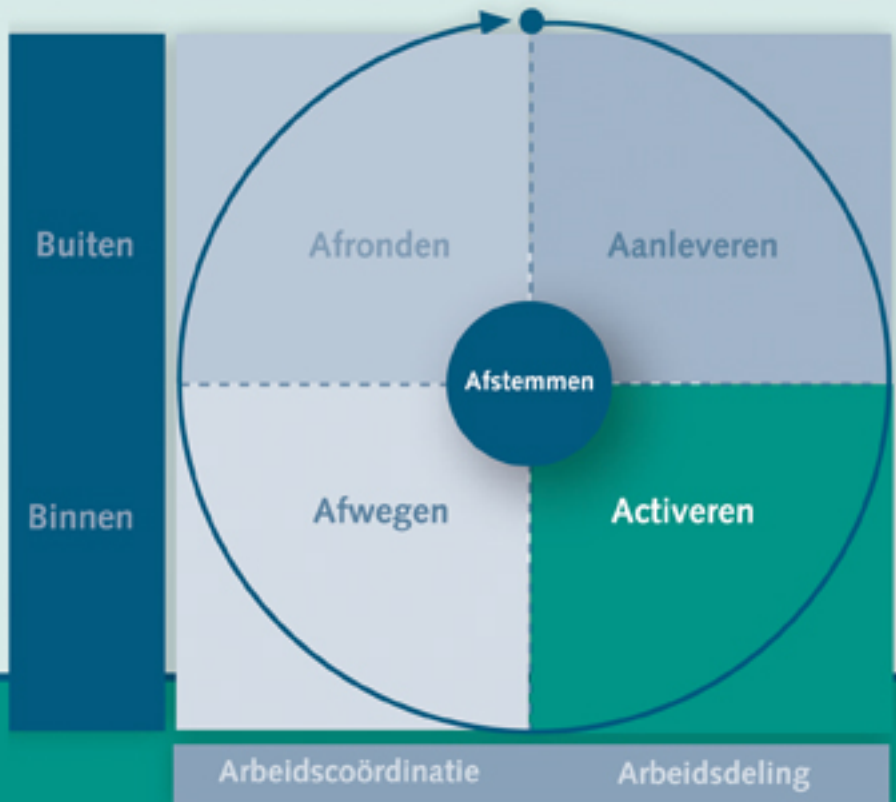 Buiten
Afronden
Aanleveren
Afstemmen
Binnen
Afwegen
Activeren
Arbeidscoördinatie
Arbeidsdeling